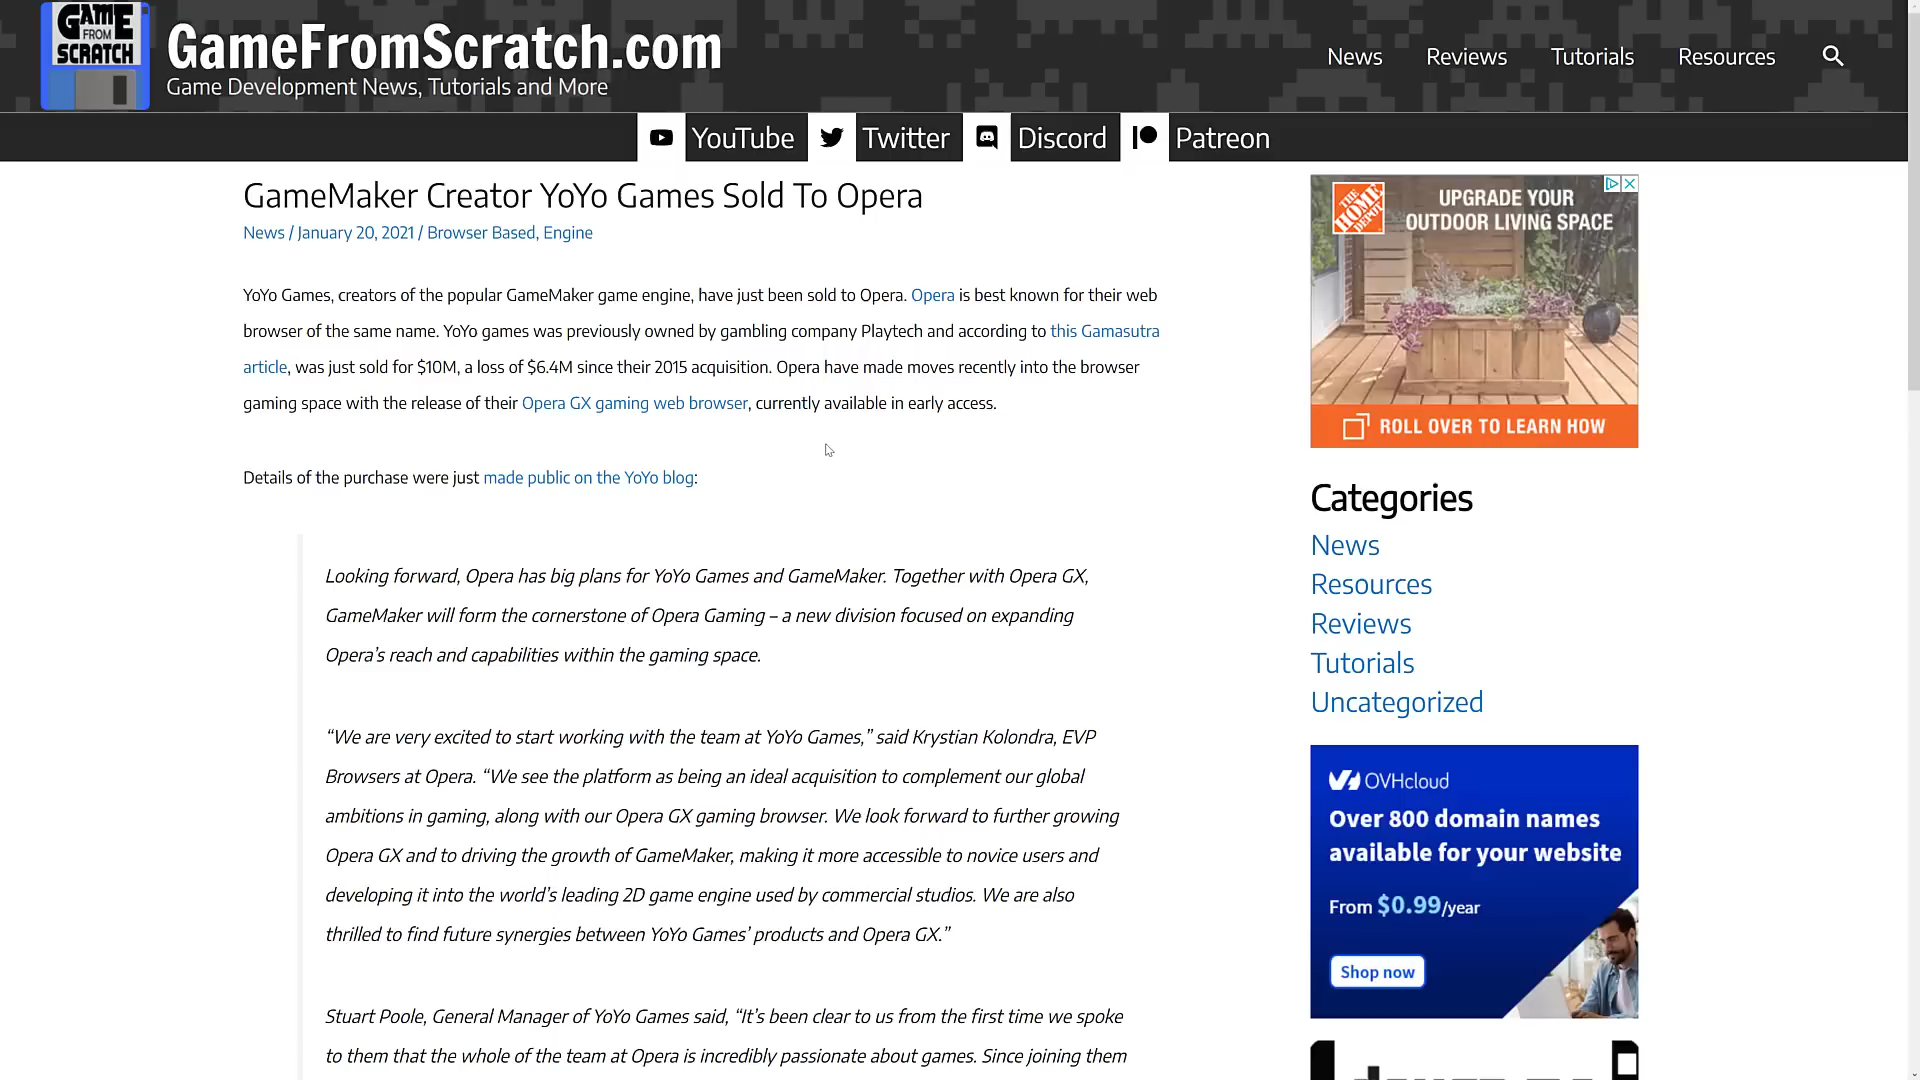 GAME
FROM
SCRATCH
GameFromScratch.com
Game Development News, Tutorials and More
News
Reviews
Tutorials
Resources
YouTube
Twitter
Discord
Patreon
GameMaker Creator YoYo Games Sold To Opera
News / January 20, 2021 / Browser Based, Engine
YoYo Games, creators of the popular GameMaker game engine, have just been sold to Opera. Opera is best known for their web
browser of the same name. YoYo games was previously owned by gambling company Playtech and according to this Gamasutra
article, was just sold for $10M, a loss of $6.4M since their 2015 acquisition. Opera have made moves recently into the browser
gaming space with the release of their Opera GX gaming web browser, currently available in early access.
Details of the purchase were just made public on the YoYo blog:
Looking forward, Opera has big plans for YoYo Games and GameMaker. Together with Opera GX,
GameMaker will form the cornerstone of Opera Gaming – a new division focused on expanding
Opera’s reach and capabilities within the gaming space.
“We are very excited to start working with the team at YoYo Games,” said Krystian Kolondra, EVP
Browsers at Opera. “We see the platform as being an ideal acquisition to complement our global
ambitions in gaming, along with our Opera GX gaming browser. We look forward to further growing
Opera GX and to driving the growth of GameMaker, making it more accessible to novice users and
developing it into the world’s leading 2D game engine used by commercial studios. We are also
thrilled to find future synergies between YoYo Games’ products and Opera GX.”
Stuart Poole, General Manager of YoYo Games said, “It’s been clear to us from the first time we spoke
to them that the whole of the team at Opera is incredibly passionate about games. Since joining them
THE HOME DEPOT
UPGRADE YOUR
OUTDOOR LIVING SPACE
ROLL OVER TO LEARN HOW
Categories
News
Resources
Reviews
Tutorials
Uncategorized
OVHcloud
Over 800 domain names
available for your website
From $0.99/year
Shop now